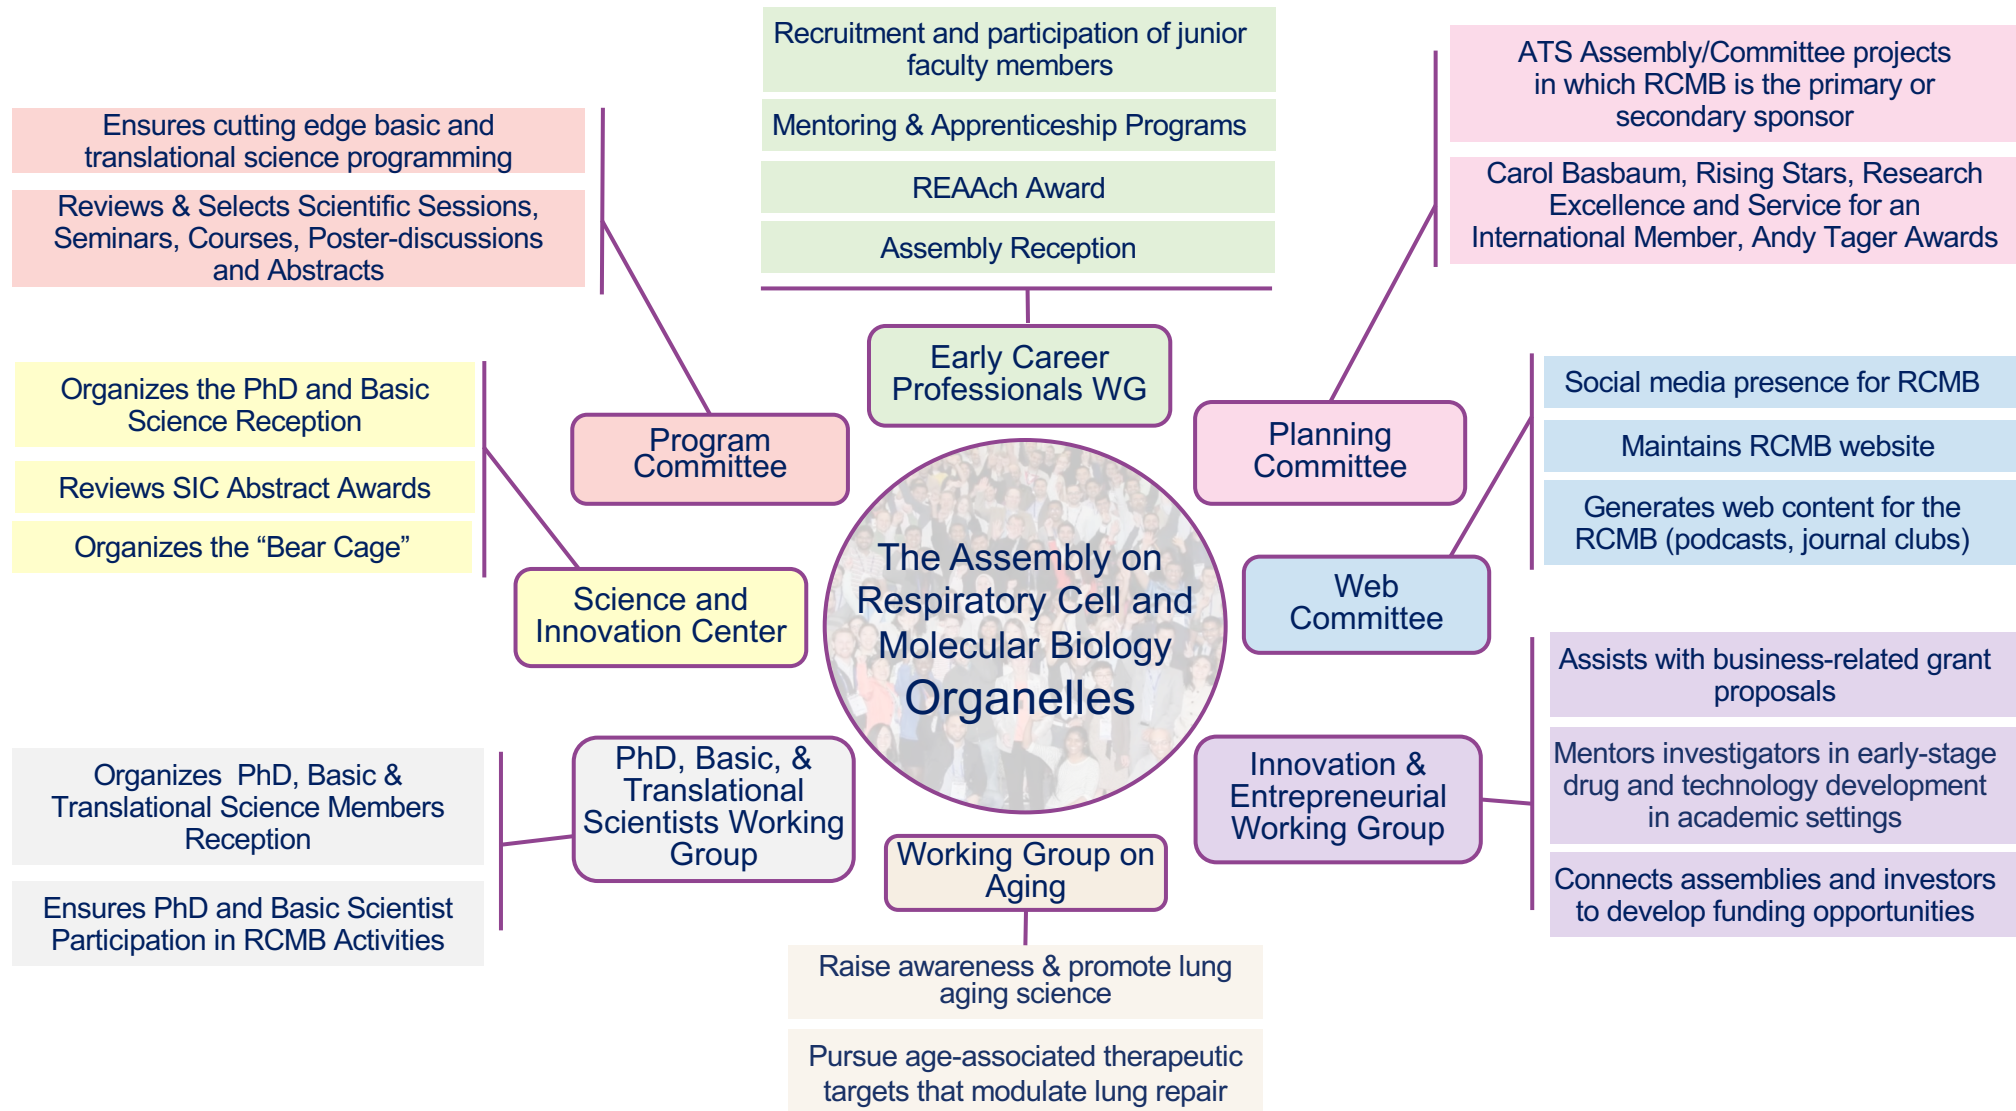 Recruitment and participation of junior
faculty members
Mentoring & Apprenticeship Programs
REAAch Award
Assembly Reception
Early Career
Professionals WG
Ensures cutting edge basic and
translational science programming
Reviews & Selects Scientific Sessions,
Seminars, Courses, Poster-discussions
and Abstracts
Program
Committee
ATS Assembly/Committee projects
in which RCMB is the primary or
secondary sponsor
Carol Basbaum, Rising Stars, Research
Excellence and Service for an
International Member, Andy Tager Awards
Planning
Committee
Organizes the PhD and Basic
Science Reception
Reviews SIC Abstract Awards
Organizes the “Bear Cage”
Science and
Innovation Center
The Assembly on
Respiratory Cell and
Molecular Biology
Organelles
Social media presence for RCMB
Maintains RCMB website
Generates web content for the
RCMB (podcasts, journal clubs)
Web
Committee
Organizes PhD, Basic &
Translational Science Members
Reception
Ensures PhD and Basic Scientist
Participation in RCMB Activities
PhD, Basic, &
Translational
Scientists Working
Group
Working Group on
Aging
Raise awareness & promote lung
aging science
Pursue age-associated therapeutic
targets that modulate lung repair
Innovation &
Entrepreneurial
Working Group
Assists with business-related grant
proposals
Mentors investigators in early-stage
drug and technology development
in academic settings
Connects assemblies and investors
to develop funding opportunities